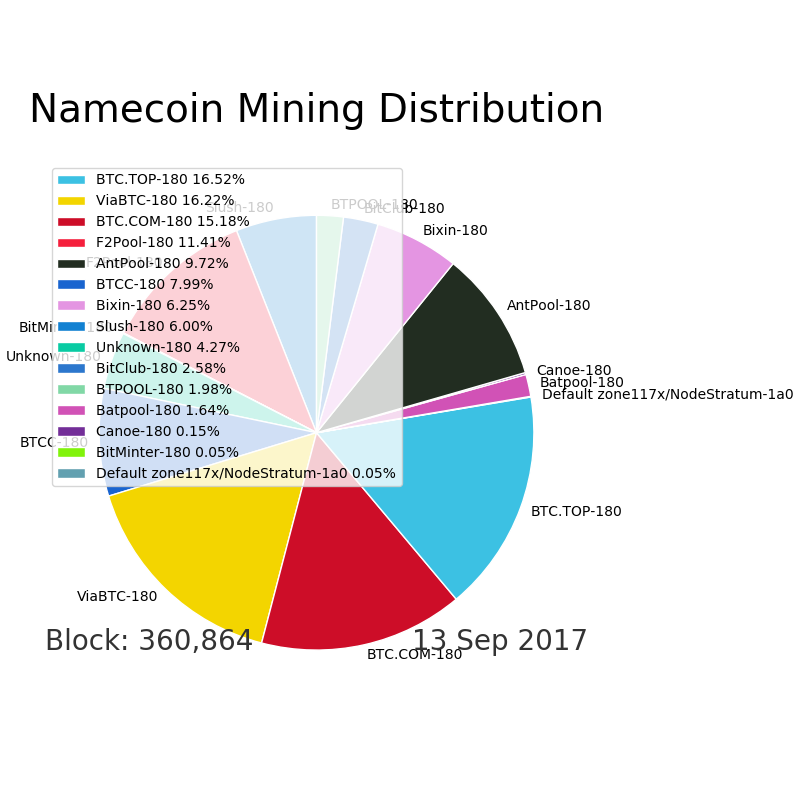 Namecoin Mining Distribution
BTC.TOP-180 16.52%
ViaBTC-180 16.22%
BTC.COM-180 15.18%
F2Pool-180 11.41%
AntPool-180 9.72%
BTCC-180 7.99%
Bixin-180 6.25%
Slush-180 6.00%
Unknown-180 4.27%
BitClub-180 2.58%
BTPOOL-180 1.98%
Batpool-180 1.64%
Canoe-180 0.15%
BitMinter-180 0.05%
Default zone117x/NodeStratum-1a0 0.05%
Slush-180
BTPOOL-180
BitClub-180
Bixin-180
AntPool-180
Canoe-180
Batpool-180
Default zone117x/NodeStratum-1a0
BTC.TOP-180
BTC.COM-180
ViaBTC-180
BTCC-180
Unknown-180
Block: 360,864
13 Sep 2017